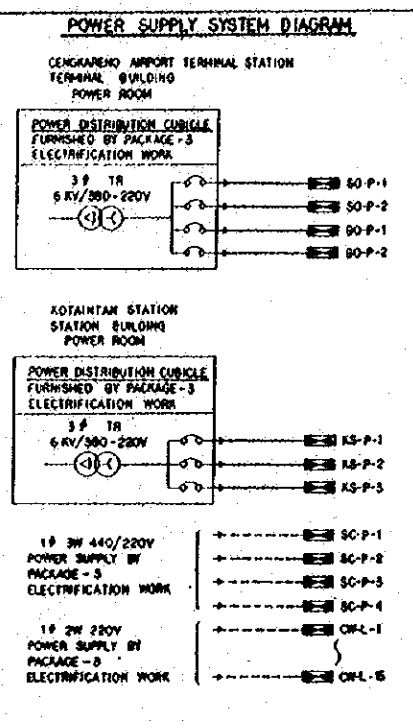 POWER SUPPLY SYSTEM DIAGRAM
CENGKARENG AIRPORT TERMINAL STATION
TERMINAL BUILDING
POWER ROOM
POWER DISTRIBUTION CUBICLE
FURNISHED BY PACKAGE-3
ELECTRIFICATION WORK
3φ TR
6 KV/380-220V
SO-P-1
SO-P-2
GO-P-1
GO-P-2
KOTAINTAN STATION
STATION BUILDING
POWER ROOM
POWER DISTRIBUTION CUBICLE
FURNISHED BY PACKAGE-3
ELECTRIFICATION WORK
3φ TR
6 KV/380-220V
KS-P-1
KS-P-2
KS-P-3
1φ 3W 440/220V
POWER SUPPLY BY
PACKAGE-3
ELECTRIFICATION WORK
SC-P-1
SC-P-2
SC-P-3
SC-P-4
1φ 2W 220V
POWER SUPPLY BY
PACKAGE-3
ELECTRIFICATION WORK
CW-L-1
CW-L-15